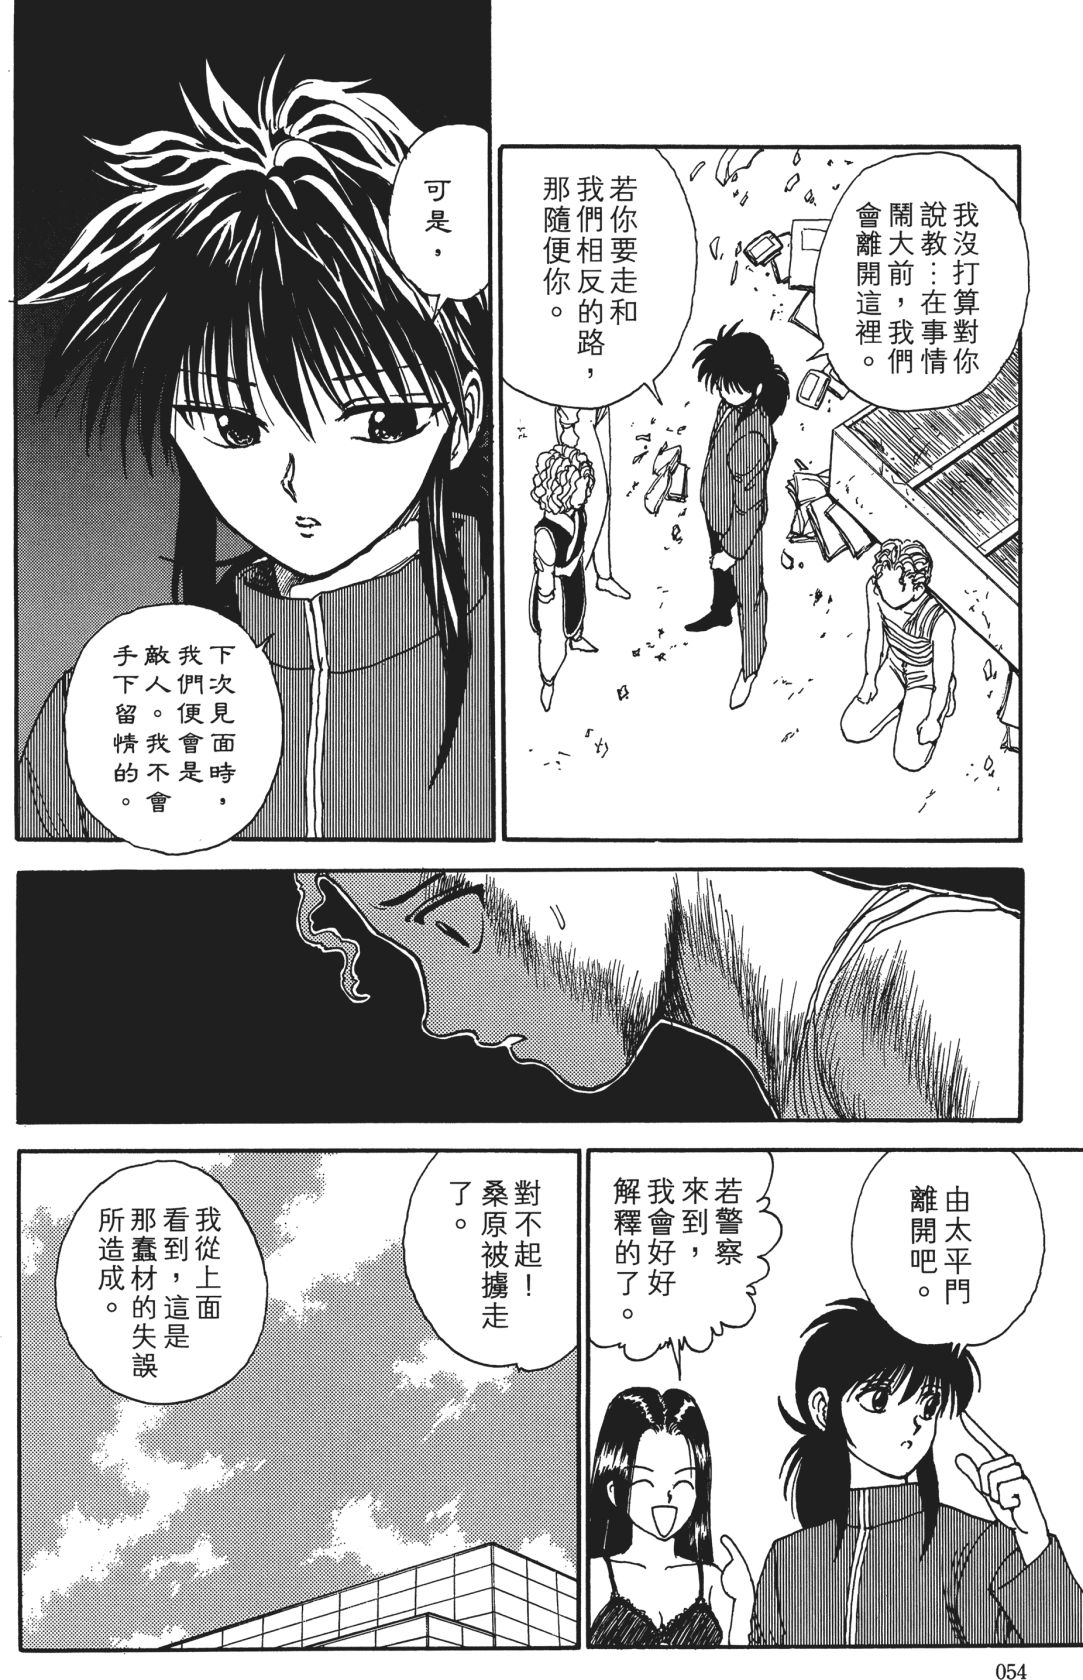 我沒打算對你
說教…在事情
鬧大前，我們
會離開這裡。
若你要走和
我們相反的路，
那隨便你。
可是，
下次見面時，
我們便會是
敵人。我不會
手下留情的。
由太平門
離開吧。
若警察
來到，
我會好好
解釋的了。
對不起！
桑原被擄走
了。
我從上面
看到，這是
那蠢材的失誤
所造成。
054